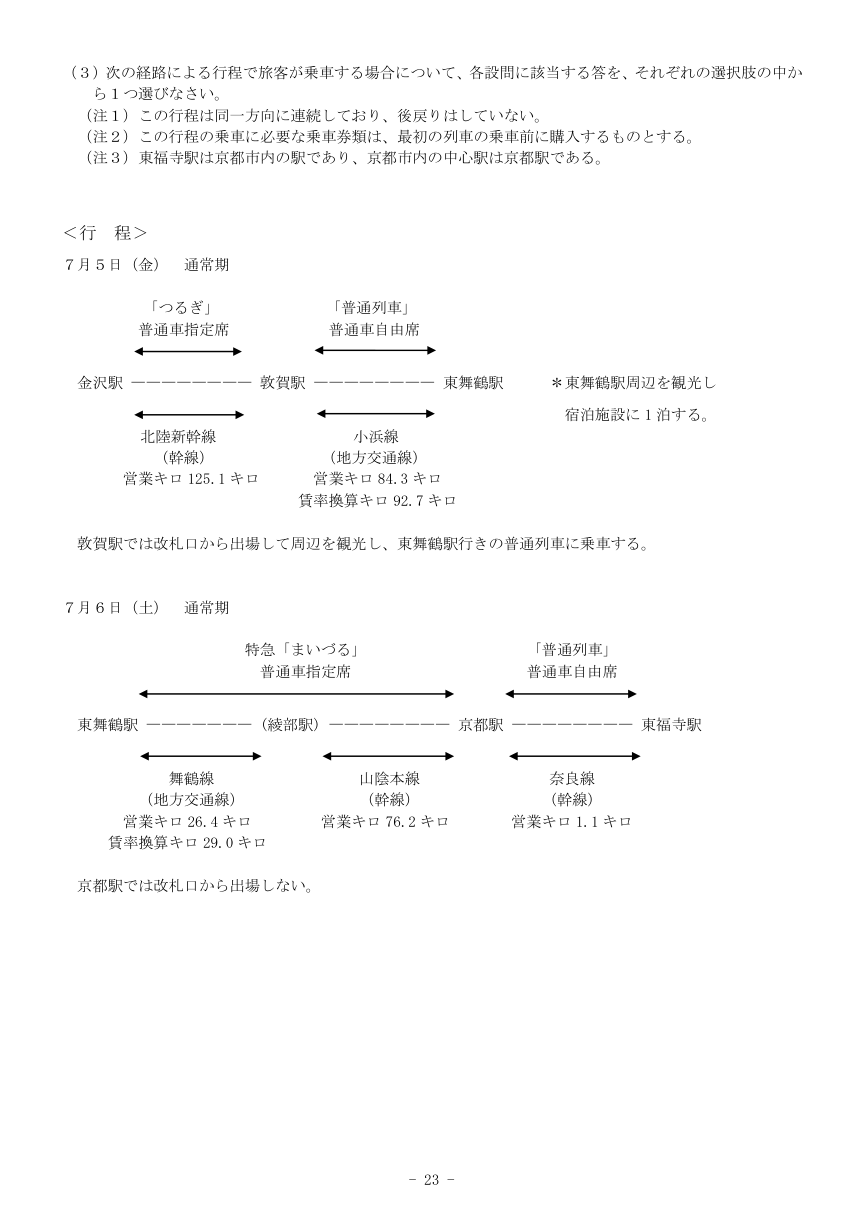 （３）次の経路による行程で旅客が乗車する場合について、各設問に該当する答を、それぞれの選択肢の中か
ら１つ選びなさい。
（注１）この行程は同一方向に連続しており、後戻りはしていない。
（注２）この行程の乗車に必要な乗車券類は、最初の列車の乗車前に購入するものとする。
（注３）東福寺駅は京都市内の駅であり、京都市内の中心駅は京都駅である。
＜行　程＞
７月５日（金）　通常期
「つるぎ」　「普通列車」
普通車指定席　普通車自由席
金沢駅 ―――――――― 敦賀駅 ―――――――― 東舞鶴駅　＊東舞鶴駅周辺を観光し
宿泊施設に１泊する。
北陸新幹線　小浜線
（幹線）　（地方交通線）
営業キロ 125.1 キロ　営業キロ 84.3 キロ
賃率換算キロ 92.7 キロ
敦賀駅では改札口から出場して周辺を観光し、東舞鶴駅行きの普通列車に乗車する。
７月６日（土）　通常期
特急「まいづる」　「普通列車」
普通車指定席　普通車自由席
東舞鶴駅 ―――――――（綾部駅）―――――――― 京都駅 ―――――――― 東福寺駅
舞鶴線　山陰本線　奈良線
（地方交通線）　（幹線）　（幹線）
営業キロ 26.4 キロ　営業キロ 76.2 キロ　営業キロ 1.1 キロ
賃率換算キロ 29.0 キロ
京都駅では改札口から出場しない。
- 23 -